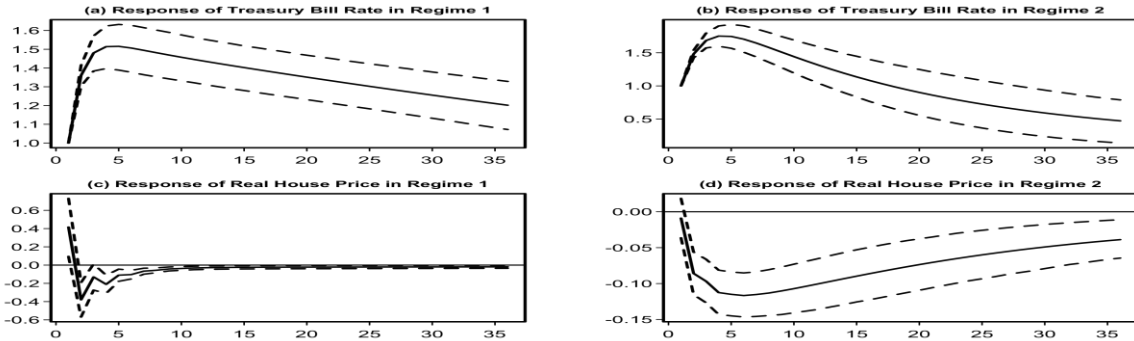 (a) Response of Treasury Bill Rate in Regime 1
1.6
1.5
1.4
1.3
1.2
1.1
1.0
0 5 10 15 20 25 30 35
(b) Response of Treasury Bill Rate in Regime 2
1.5
1.0
0.5
0 5 10 15 20 25 30 35
(c) Response of Real House Price in Regime 1
0.6
0.4
0.2
0.0
-0.2
-0.4
-0.6
0 5 10 15 20 25 30 35
(d) Response of Real House Price in Regime 2
0.00
-0.05
-0.10
-0.15
0 5 10 15 20 25 30 35